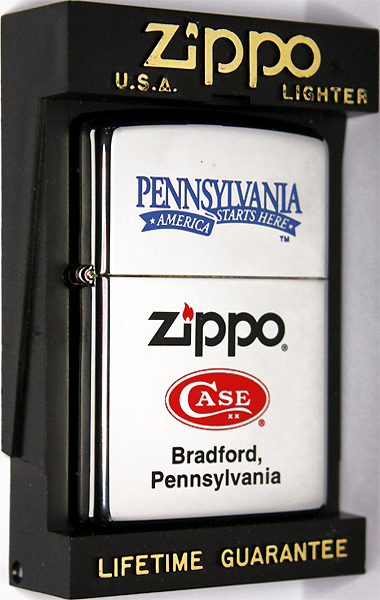 Zippo
U.S.A. LIGHTER
PENNSYLVANIA
AMERICA STARTS HERE
™
Zippo®
CASE
XX
®
Bradford,
Pennsylvania
LIFETIME GUARANTEE